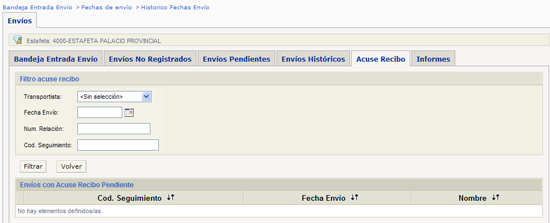 Bandeja Entrada Envío > Fechas de envío > Historico Fechas Envío
Envíos
Estafeta: 4000-ESTAFETA PALACIO PROVINCIAL
Bandeja Entrada Envío Envíos No Registrados Envíos Pendientes Envíos Históricos Acuse Recibo Informes
Filtro acuse recibo
Transportista: <Sin selección>
Fecha Envío:
Num. Relación:
Cod. Seguimiento:
Filtrar Volver
Envíos con Acuse Recibo Pendiente
Cod. Seguimiento Fecha Envio Nombre
No hay elementos definidos/as.